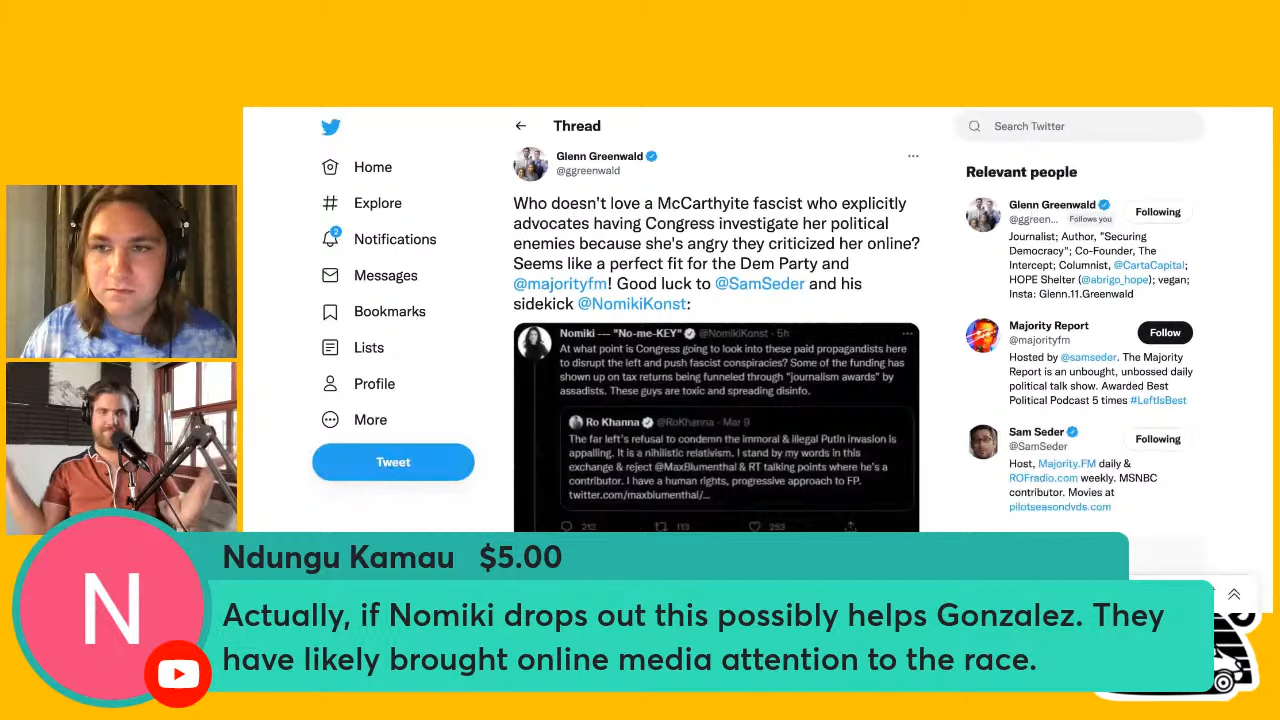 Home
Explore
2
Notifications
Messages
Bookmarks
Lists
Profile
More
Tweet
Thread
Glenn Greenwald
@ggreenwald
Who doesn't love a McCarthyite fascist who explicitly
advocates having Congress investigate her political
enemies because she's angry they criticized her online?
Seems like a perfect fit for the Dem Party and
@majorityfm! Good luck to @SamSeder and his
sidekick @NomikiKonst:
Nomiki --- "No-me-KEY" @NomikiKonst · 5h
At what point is Congress going to look into these paid propagandists here
to disrupt the left and push fascist conspiracies? Some of the funding has
shown up on tax returns being funneled through "journalism awards" by
assadists. These guys are toxic and spreading disinfo.
Ro Khanna @RoKhanna · Mar 9
The far left's refusal to condemn the immoral & illegal Putin invasion is
appalling. It is a nihilistic relativism. I stand by my words in this
exchange & reject @MaxBlumenthal & RT talking points where he's a
contributor. I have a human rights, progressive approach to FP.
twitter.com/maxblumenthal/...
213 113 253
Search Twitter
Relevant people
Glenn Greenwald
@ggreen... Follows you
Following
Journalist; Author, "Securing
Democracy"; Co-Founder, The
Intercept; Columnist, @CartaCapital;
HOPE Shelter (@abrigo_hope); vegan;
Insta: Glenn.11.Greenwald
Majority Report
@majorityfm
Follow
Hosted by @samseder. The Majority
Report is an unbought, unbossed daily
political talk show. Awarded Best
Political Podcast 5 times #LeftIsBest
Sam Seder
@SamSeder
Following
Host, Majority.FM daily &
ROFradio.com weekly. MSNBC
contributor. Movies at
pilotseasondvds.com
N
Ndungu Kamau $5.00
Actually, if Nomiki drops out this possibly helps Gonzalez. They
have likely brought online media attention to the race.